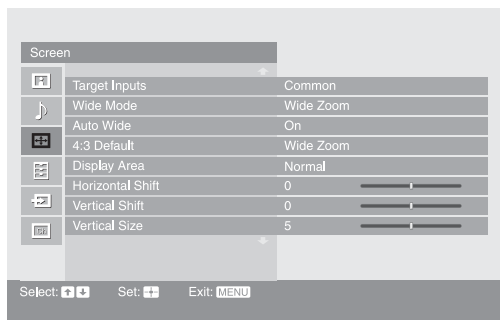 Screen
Target Inputs Common
Wide Mode Wide Zoom
Auto Wide On
4:3 Default Wide Zoom
Display Area Normal
Horizontal Shift 0
Vertical Shift 0
Vertical Size 5
Select: Set: Exit: MENU